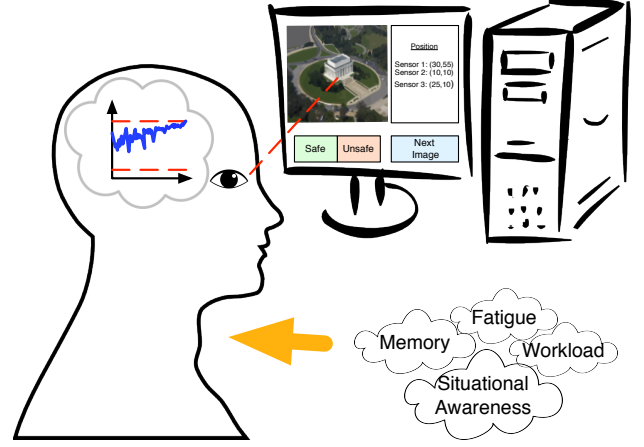 Position
Sensor 1: (30,55)
Sensor 2: (10,10)
Sensor 3: (25,10)
Safe
Unsafe
Next
Image
Fatigue
Memory
Workload
Situational
Awareness